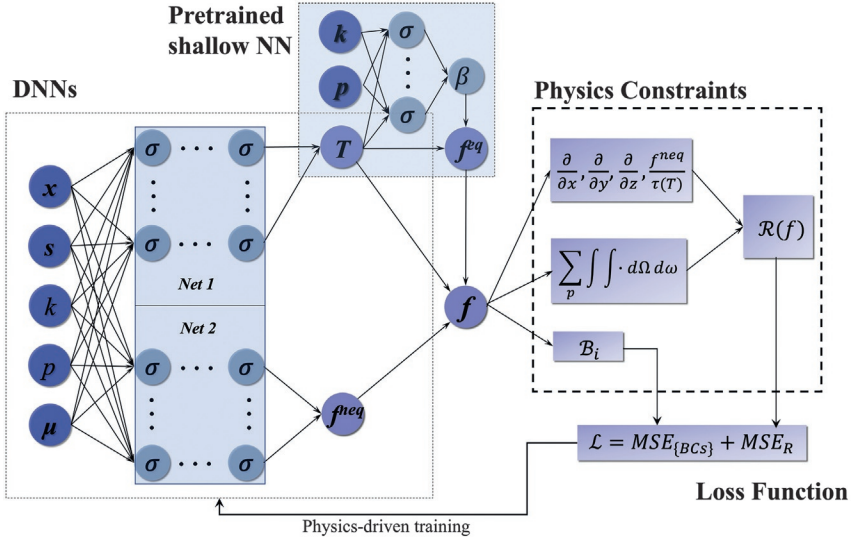 Pretrained
shallow NN
DNNs
k
p
σ
σ
β
T
f^{eq}
x
s
k
p
μ
σ ··· σ
σ ··· σ
Net 1
Net 2
σ ··· σ
σ ··· σ
f^{neq}
f
Physics Constraints
∂/∂x, ∂/∂y, ∂/∂z, f^{neq}/τ(T)
∑_p ∫∫· dΩ dω
ℬ_i
ℛ(f)
ℒ = MSE_{\{BCs\}} + MSE_R
Loss Function
Physics-driven training